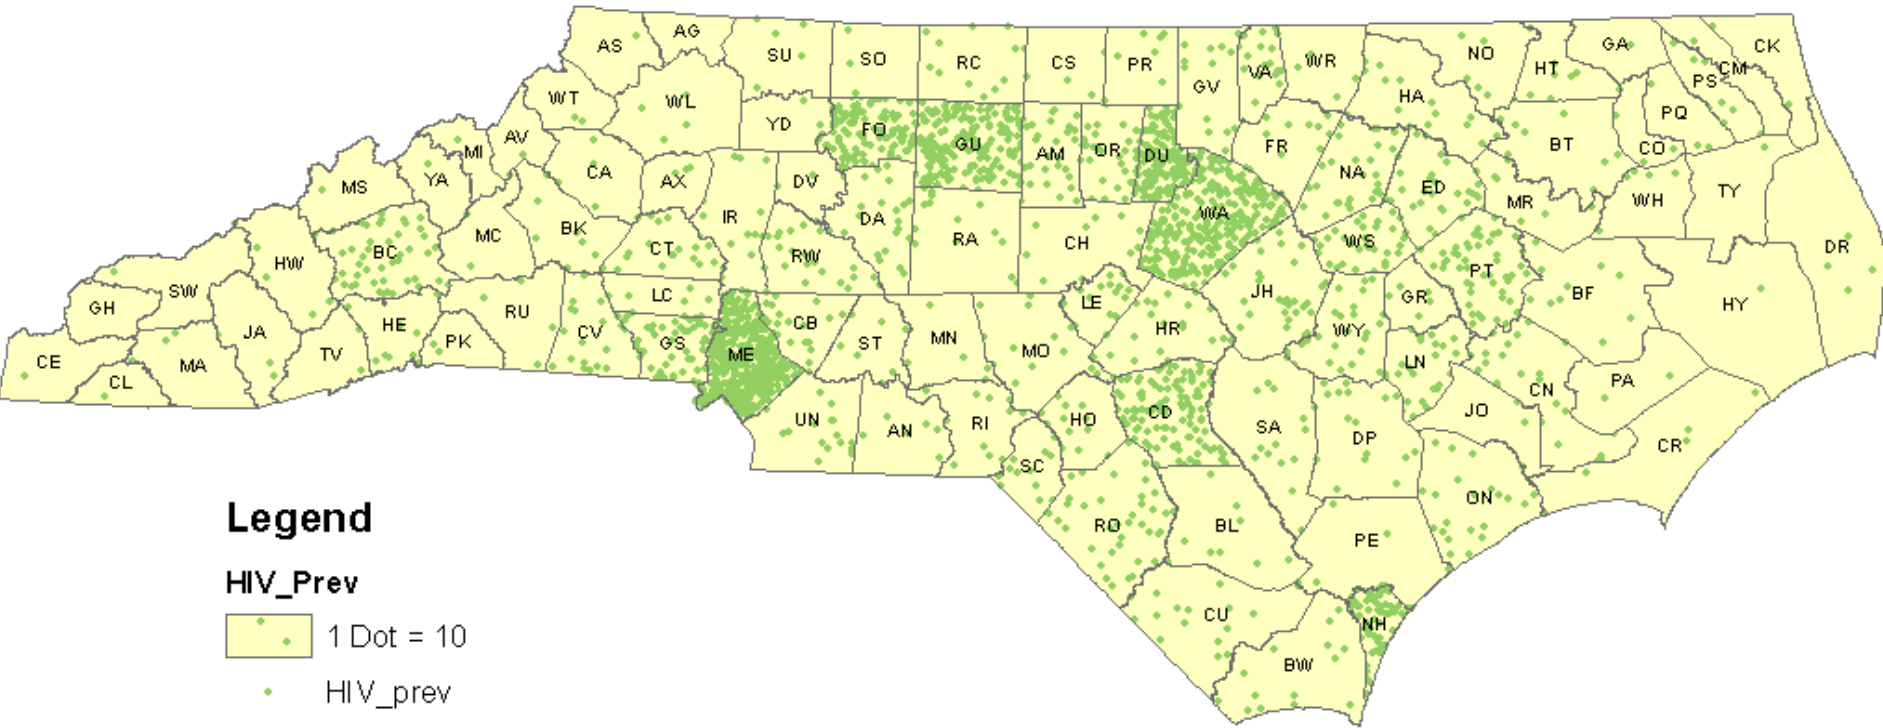 AS
AG
SU
SO
RC
CS
PR
GV
VA
WR
NO
HT
GA
PS
CM
CK
WT
WL
HA
YD
FO
GU
AM
OR
DU
FR
NA
ED
BT
PQ
CO
AV
MI
YA
MS
CA
AX
IR
DV
DA
RA
CH
WA
WS
MR
WH
TY
DR
BC
MC
BK
CT
RW
JH
PT
BF
HY
HW
SW
GH
LC
LE
HR
WY
GR
JA
HE
RU
CV
GS
ME
CB
ST
MN
MO
LN
CN
PA
CE
CL
MA
TV
PK
UN
AN
RI
HO
CD
SA
DP
JO
CR
SC
RO
BL
ON
PE
CU
BW
NH
Legend
HIV_Prev
1 Dot = 10
HIV_prev